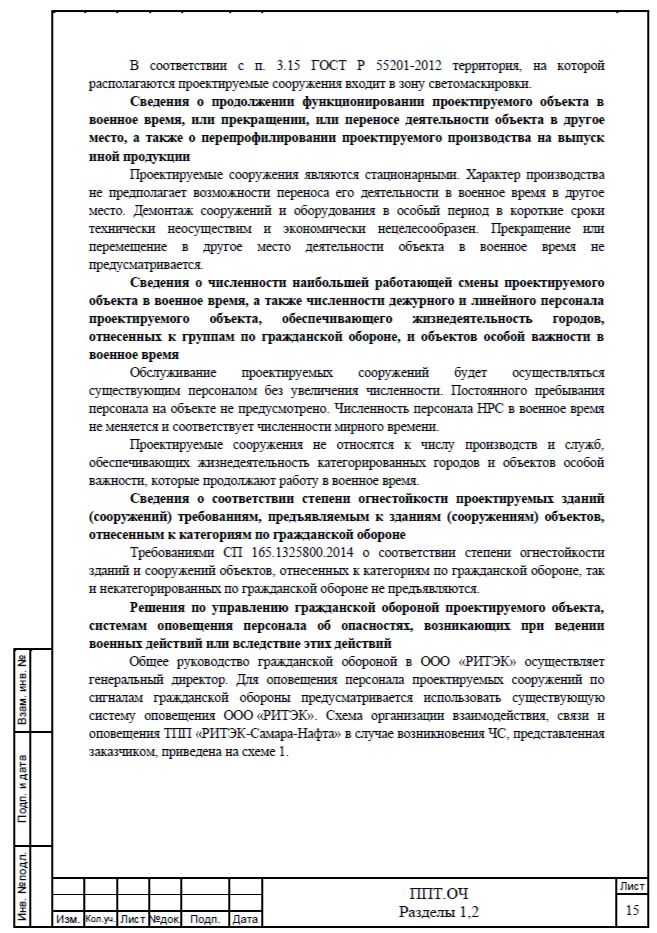 В соответствии с п. 3.15 ГОСТ Р 55201-2012 территория, на которой
располагаются проектируемые сооружения входит в зону светомаскировки.
Сведения о продолжении функционировании проектируемого объекта в
военное время, или прекращении, или переносе деятельности объекта в другое
место, а также о перепрофилировании проектируемого производства на выпуск
иной продукции
Проектируемые сооружения являются стационарными. Характер производства
не предполагает возможности переноса его деятельности в военное время в другое
место. Демонтаж сооружений и оборудования в особый период в короткие сроки
технически неосуществим и экономически нецелесообразен. Прекращение или
перемещение в другое место деятельности объекта в военное время не
предусматривается.
Сведения о численности наибольшей работающей смены проектируемого
объекта в военное время, а также численности дежурного и линейного персонала
проектируемого объекта, обеспечивающего жизнедеятельность городов,
отнесенных к группам по гражданской обороне, и объектов особой важности в
военное время
Обслуживание проектируемых сооружений будет осуществляться
существующим персоналом без увеличения численности. Постоянного пребывания
персонала на объекте не предусмотрено. Численность персонала НРС в военное время
не меняется и соответствует численности мирного времени.
Проектируемые сооружения не относятся к числу производств и служб,
обеспечивающих жизнедеятельность категорированных городов и объектов особой
важности, которые продолжают работу в военное время.
Сведения о соответствии степени огнестойкости проектируемых зданий
(сооружений) требованиям, предъявляемым к зданиям (сооружениям) объектов,
отнесенным к категориям по гражданской обороне
Требованиями СП 165.1325800.2014 о соответствии степени огнестойкости
зданий и сооружений объектов, отнесенных к категориям по гражданской обороне, так
и некатегорированных по гражданской обороне не предъявляются.
Решения по управлению гражданской обороной проектируемого объекта,
системам оповещения персонала об опасностях, возникающих при ведении
военных действий или вследствие этих действий
Общее руководство гражданской обороной в ООО «РИТЭК» осуществляет
генеральный директор. Для оповещения персонала проектируемых сооружений по
сигналам гражданской обороны предусматривается использовать существующую
систему оповещения ООО «РИТЭК». Схема организации взаимодействия, связи и
оповещения ТПП «РИТЭК-Самара-Нафта» в случае возникновения ЧС, представленная
заказчиком, приведена на схеме 1.
Взам. инв. №
Подп. и дата
Инв. №подл.
Изм. Кол.уч. Лист №док. Подп. Дата
ППТ.ОЧ
Разделы 1,2
Лист
15